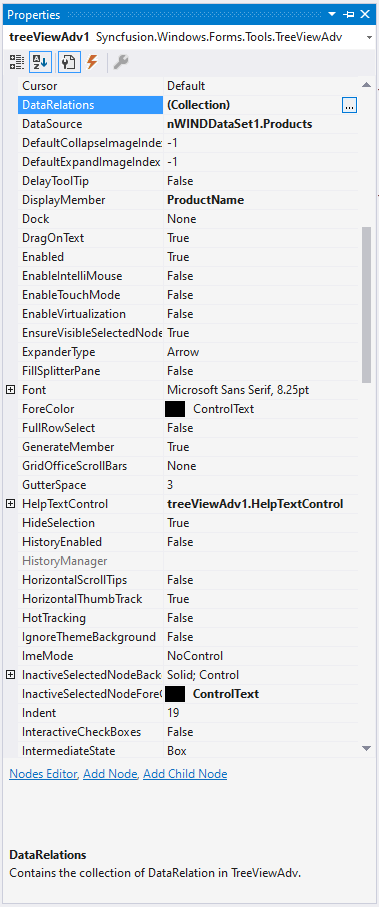 Properties
treeViewAdv1 Syncfusion.Windows.Forms.Tools.TreeViewAdv
Cursor Default
DataRelations (Collection) ...
DataSource nWINDDataSet1.Products
DefaultCollapseImageIndex -1
DefaultExpandImageIndex -1
DelayToolTip False
DisplayMember ProductName
Dock None
DragOnText True
Enabled True
EnableIntelliMouse False
EnableTouchMode False
EnableVirtualization False
EnsureVisibleSelectedNode True
ExpanderType Arrow
FillSplitterPane False
Font Microsoft Sans Serif, 8.25pt
ForeColor ControlText
FullRowSelect False
GenerateMember True
GridOfficeScrollBars None
GutterSpace 3
HelpTextControl treeViewAdv1.HelpTextControl
HideSelection True
HistoryEnabled False
HistoryManager
HorizontalScrollTips False
HorizontalThumbTrack True
HotTracking False
IgnoreThemeBackground False
ImeMode NoControl
InactiveSelectedNodeBack Solid; Control
InactiveSelectedNodeFore ControlText
Indent 19
InteractiveCheckBoxes False
IntermediateState Box
Nodes Editor, Add Node, Add Child Node
DataRelations
Contains the collection of DataRelation in TreeViewAdv.